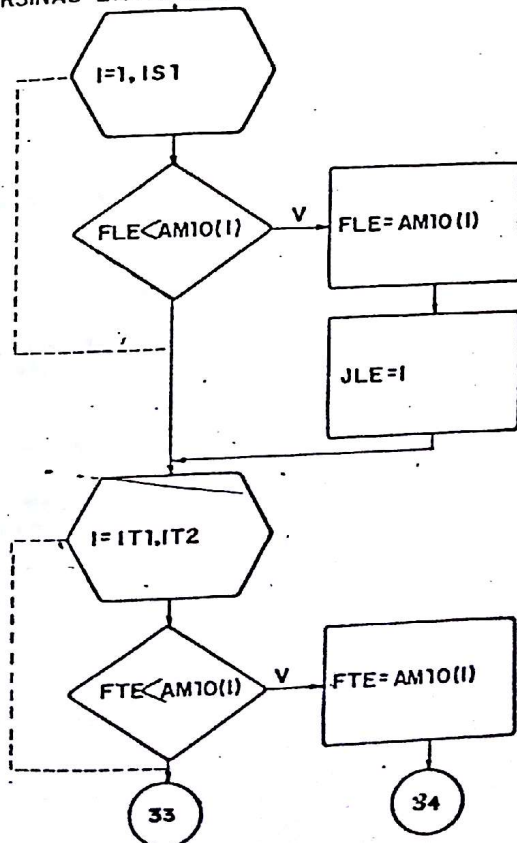 I=1, IS1
FLE<AM10(I)
V
FLE=AM10(I)
JLE=I
I=IT1,IT2
FTE<AM10(I)
V
FTE=AM10(I)
33
34